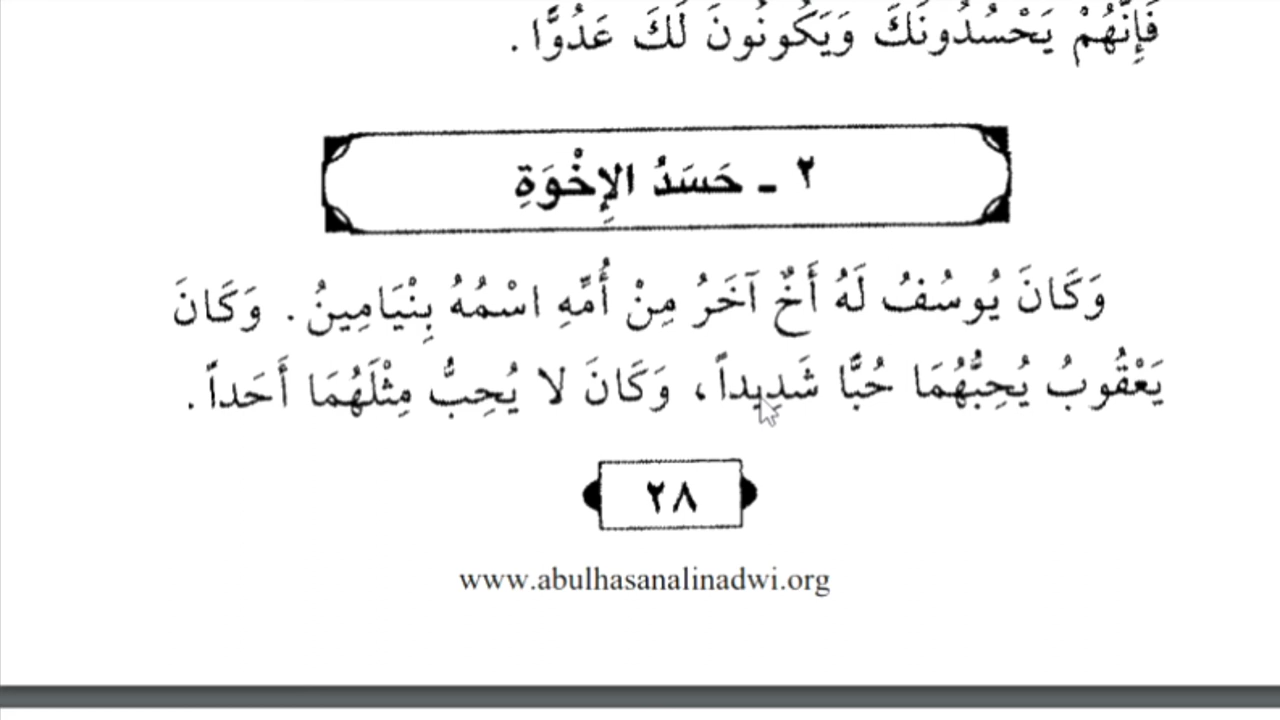 فَإِنَّهُمْ يَحْسُدُونَكَ وَيَكُونُونَ لَكَ عَدُوًّا .
٢ ـ حَسَدُ الإِخْوَةِ
وَكَانَ يُوسُفُ لَهُ أَخٌ آخَرُ مِنْ أُمِّهِ اسْمُهُ بِنْيَامِينُ . وَكَانَ
يَعْقُوبُ يُحِبُّهُمَا حُبًّا شَدِيداً ، وَكَانَ لا يُحِبُّ مِثْلَهُمَا أَحَداً .
٢٨
www.abulhasanalinadwi.org